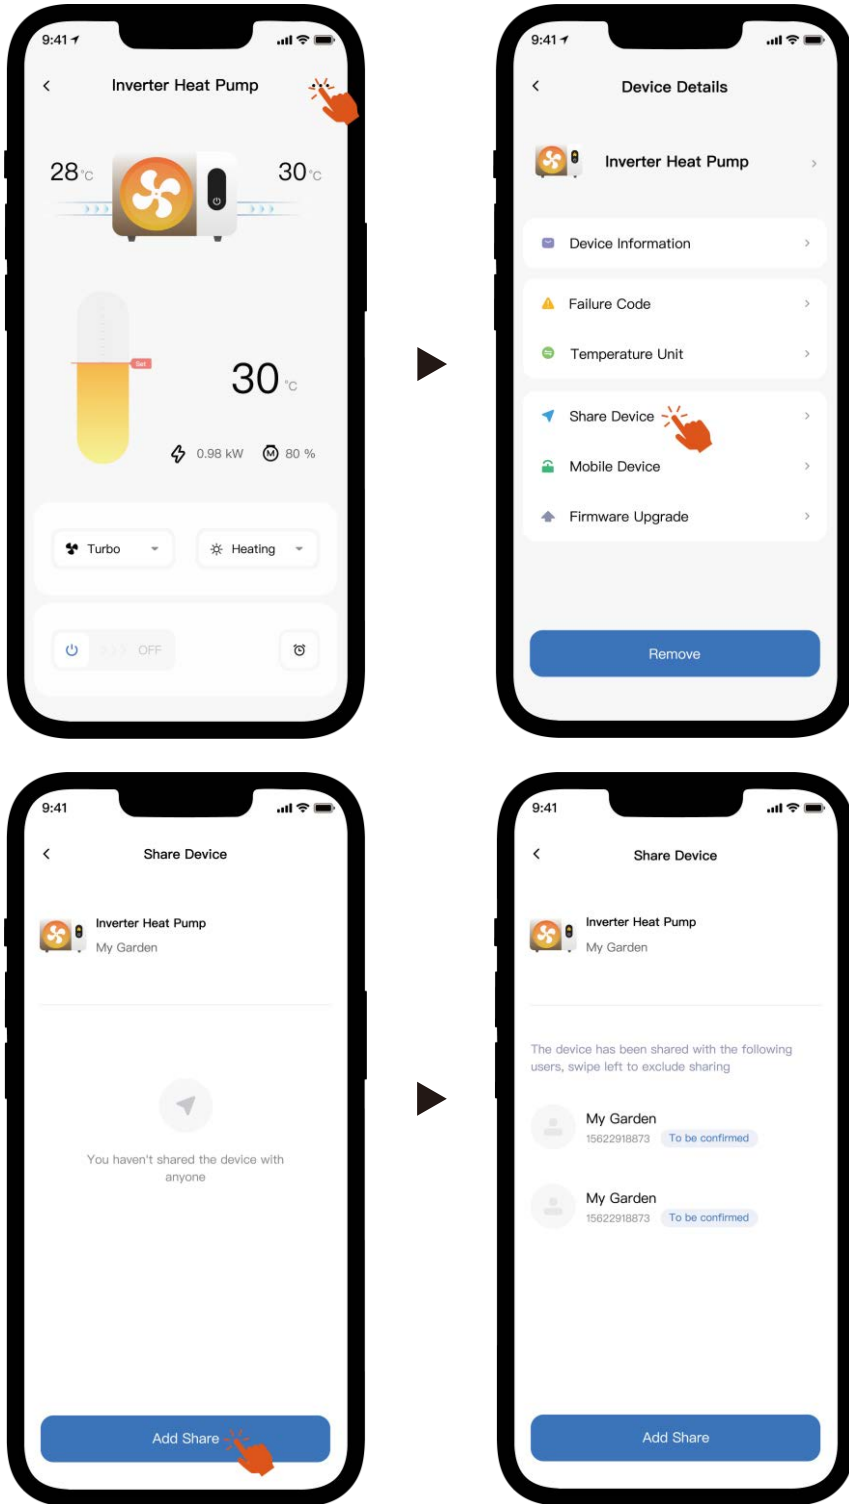 9:41
Inverter Heat Pump
28°C
30°C
Set
30 °C
0.98 kW
M
80 %
Turbo
Heating
OFF
9:41
Device Details
Inverter Heat Pump
Device Information
Failure Code
Temperature Unit
Share Device
Mobile Device
Firmware Upgrade
Remove
9:41
Share Device
Inverter Heat Pump
My Garden
You haven't shared the device with
anyone
Add Share
9:41
Share Device
Inverter Heat Pump
My Garden
The device has been shared with the following
users, swipe left to exclude sharing
My Garden
15622918873 To be confirmed
My Garden
15622918873 To be confirmed
Add Share